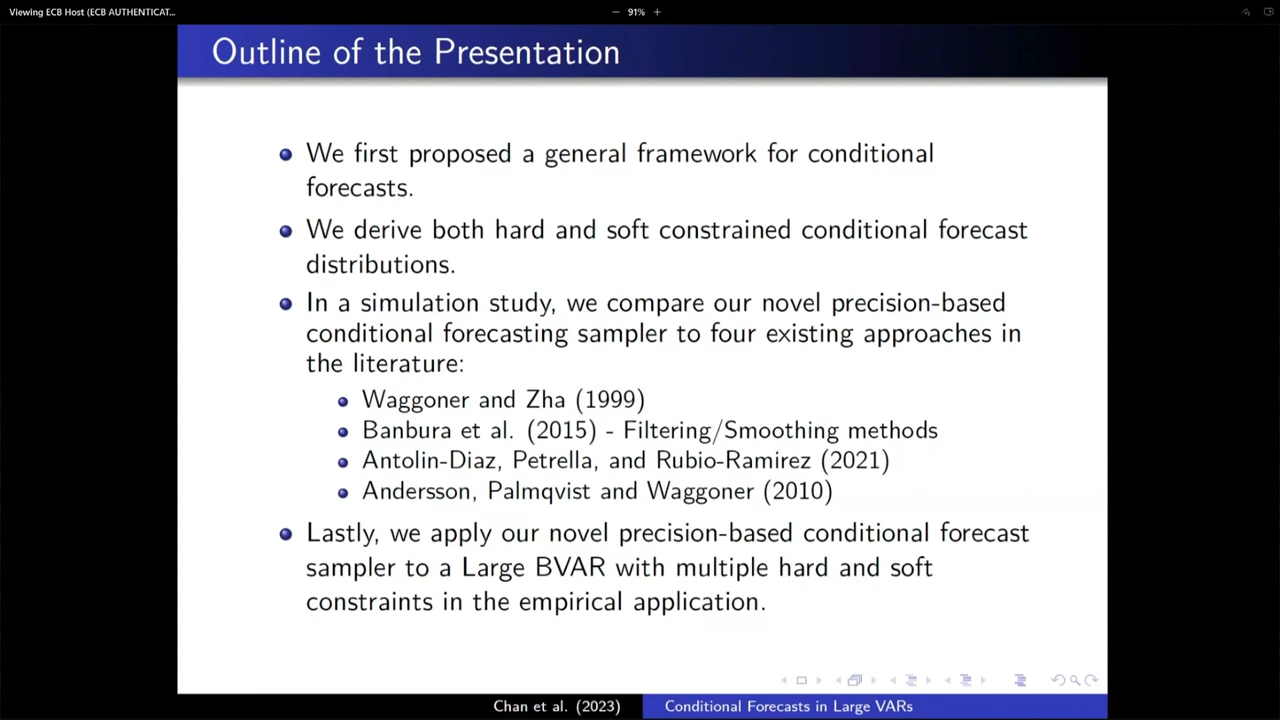 Viewing ECB Host (ECB AUTHENTICAT...
− 91% +
Outline of the Presentation
We first proposed a general framework for conditional
forecasts.
We derive both hard and soft constrained conditional forecast
distributions.
In a simulation study, we compare our novel precision-based
conditional forecasting sampler to four existing approaches in
the literature:
Waggoner and Zha (1999)
Banbura et al. (2015) - Filtering/Smoothing methods
Antolin-Diaz, Petrella, and Rubio-Ramirez (2021)
Andersson, Palmqvist and Waggoner (2010)
Lastly, we apply our novel precision-based conditional forecast
sampler to a Large BVAR with multiple hard and soft
constraints in the empirical application.
Chan et al. (2023) Conditional Forecasts in Large VARs